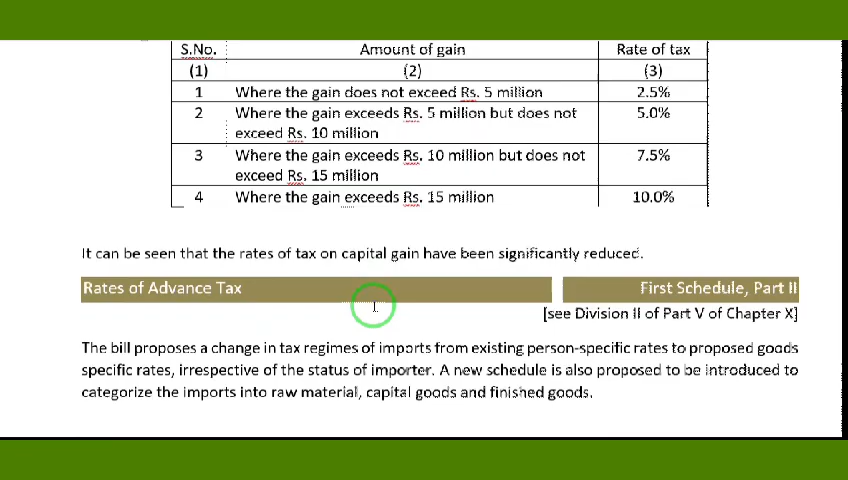 S.No. Amount of gain Rate of tax
(1) (2) (3)
1 Where the gain does not exceed Rs. 5 million 2.5%
2 Where the gain exceeds Rs. 5 million but does not 5.0%
exceed Rs. 10 million
3 Where the gain exceeds Rs. 10 million but does not 7.5%
exceed Rs. 15 million
4 Where the gain exceeds Rs. 15 million 10.0%
It can be seen that the rates of tax on capital gain have been significantly reduced.
Rates of Advance Tax First Schedule, Part II
[see Division II of Part V of Chapter X]
The bill proposes a change in tax regimes of imports from existing person-specific rates to proposed goods
specific rates, irrespective of the status of importer. A new schedule is also proposed to be introduced to
categorize the imports into raw material, capital goods and finished goods.